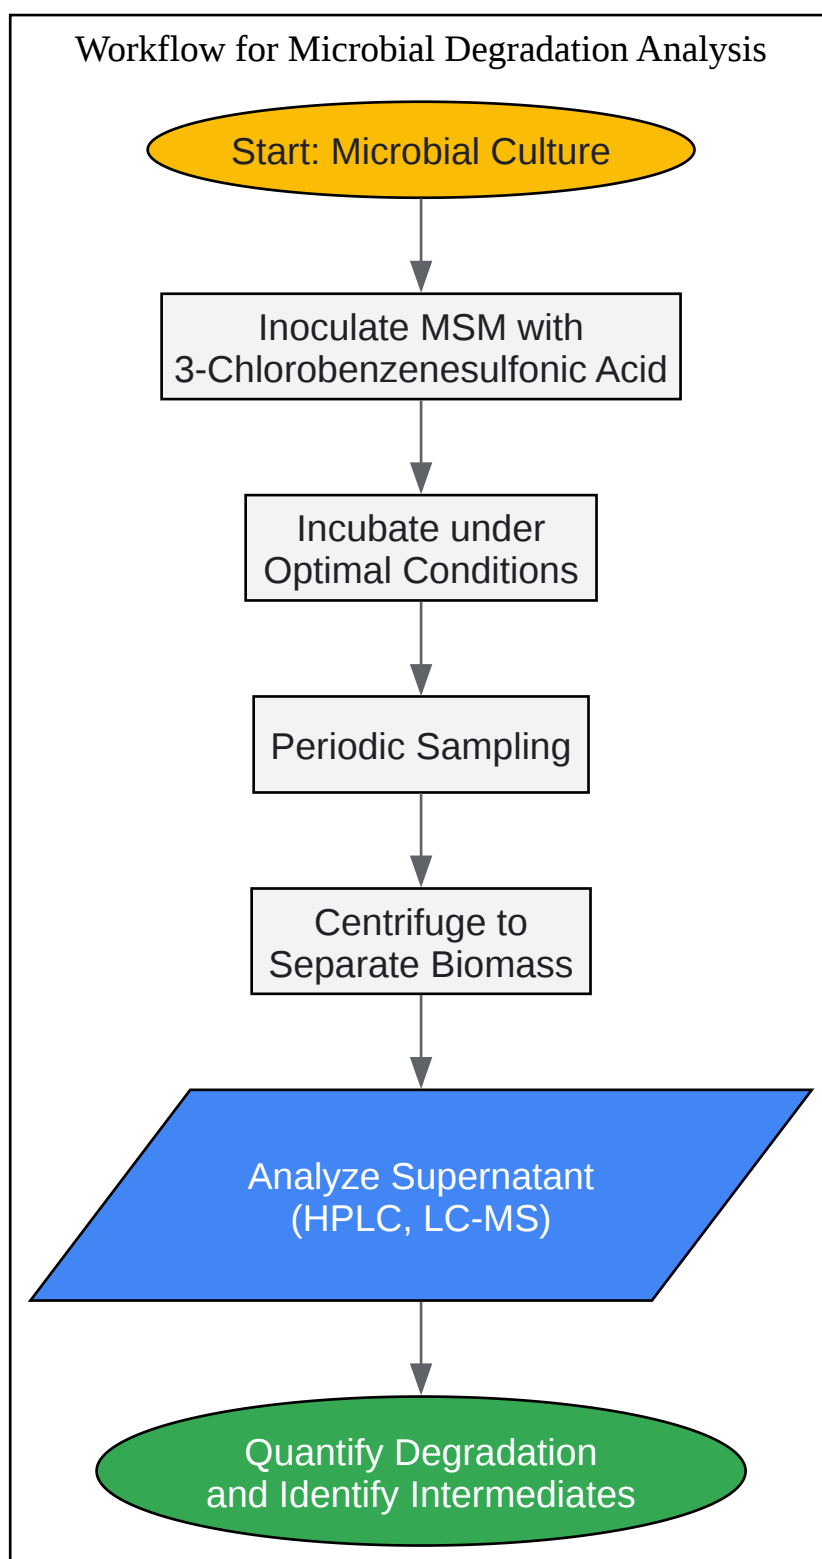 Workflow for Microbial Degradation Analysis
Start: Microbial Culture
Inoculate MSM with
3-Chlorobenzenesulfonic Acid
Incubate under
Optimal Conditions
Periodic Sampling
Centrifuge to
Separate Biomass
Analyze Supernatant
(HPLC, LC-MS)
Quantify Degradation
and Identify Intermediates